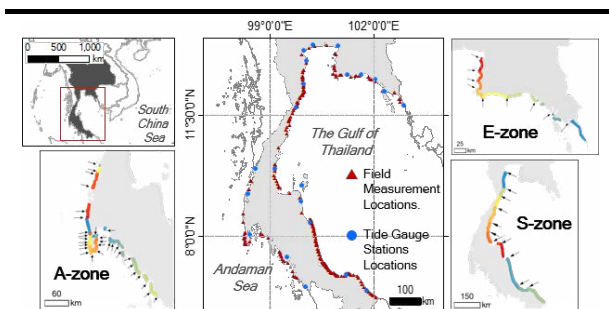 99°0'0"E
102°0'0"E
0 500 1,000
km
South
China
Sea
11°30'0"N
8°0'0"N
The Gulf of
Thailand
Field
Measurement
Locations.
Tide Gauge
Stations
Locations
Andaman
Sea
100
km
E-zone
25
km
A-zone
60
km
S-zone
150
km